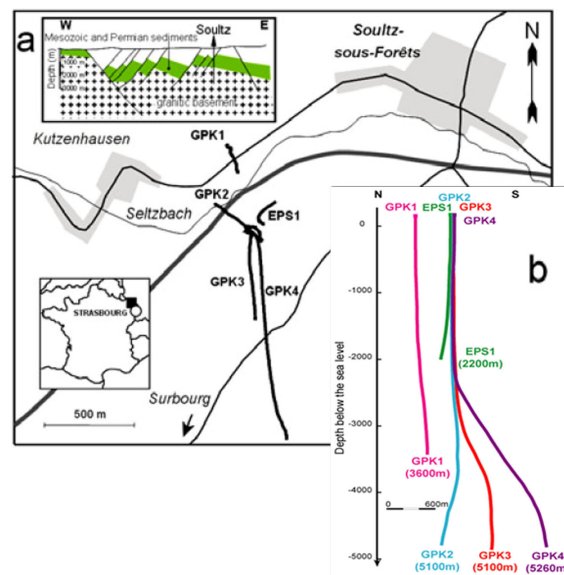 a
W
E
Mesozoic and Permian sediments
Soultz
Depth (m)
1000 m
2000 m
3000 m
granitic basement
Soultz-
sous-Forêts
N
Kutzenhausen
GPK1
GPK2
Seltzbach
EPS1
GPK3
GPK4
STRASBOURG
Surbourg
500 m
b
N
S
GPK1
GPK2
EPS1
GPK3
GPK4
0
-1000
-2000
-3000
-4000
-5000
Depth below the sea level
EPS1
(2200m)
GPK1
(3600m)
0 600m
GPK2
(5100m)
GPK3
(5100m)
GPK4
(5260m)